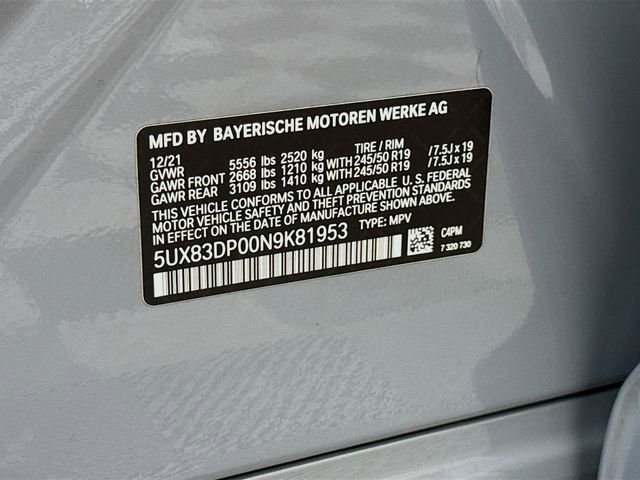 MFD BY BAYERISCHE MOTOREN WERKE AG
12/21 TIRE / RIM
GVWR 5556 lbs 2520 kg
GAWR FRONT 2668 lbs 1210 kg WITH 245/50 R19 / 7.5J x 19
GAWR REAR 3109 lbs 1410 kg WITH 245/50 R19 / 7.5J x 19
THIS VEHICLE CONFORMS TO ALL APPLICABLE U. S. FEDERAL
MOTOR VEHICLE SAFETY AND THEFT PREVENTION STANDARDS
IN EFFECT ON THE DATE OF MANUFACTURE SHOWN ABOVE.
5UX83DP00N9K81953 TYPE: MPV
C4PM
7 320 730